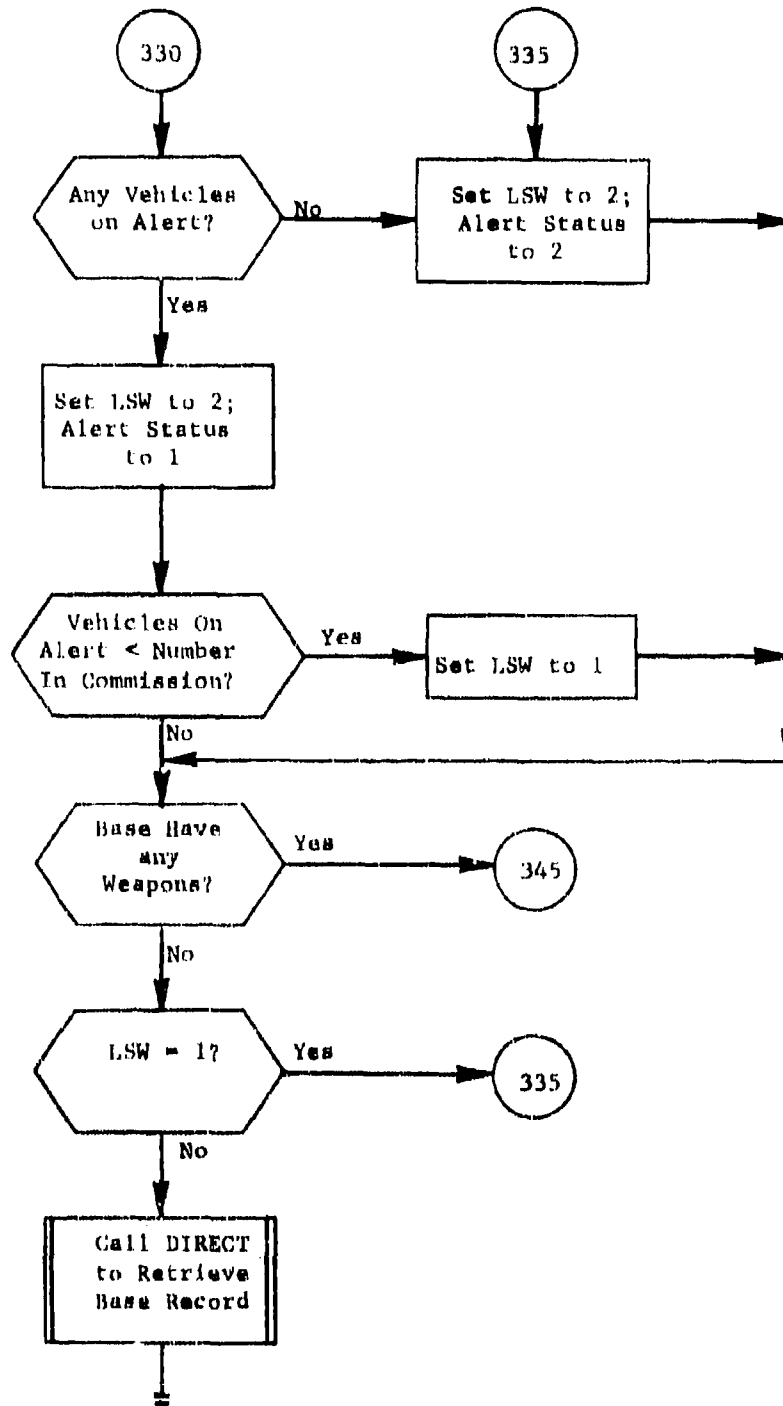 330
335
Any Vehicles
on Alert?
No
Set LSW to 2;
Alert Status
to 2
Yes
Set LSW to 2;
Alert Status
to 1
Vehicles On
Alert < Number
In Commission?
Yes
Set LSW to 1
No
Base Have
any
Weapons?
Yes
345
No
LSW = 1?
Yes
335
No
Call DIRECT
to Retrieve
Base Record